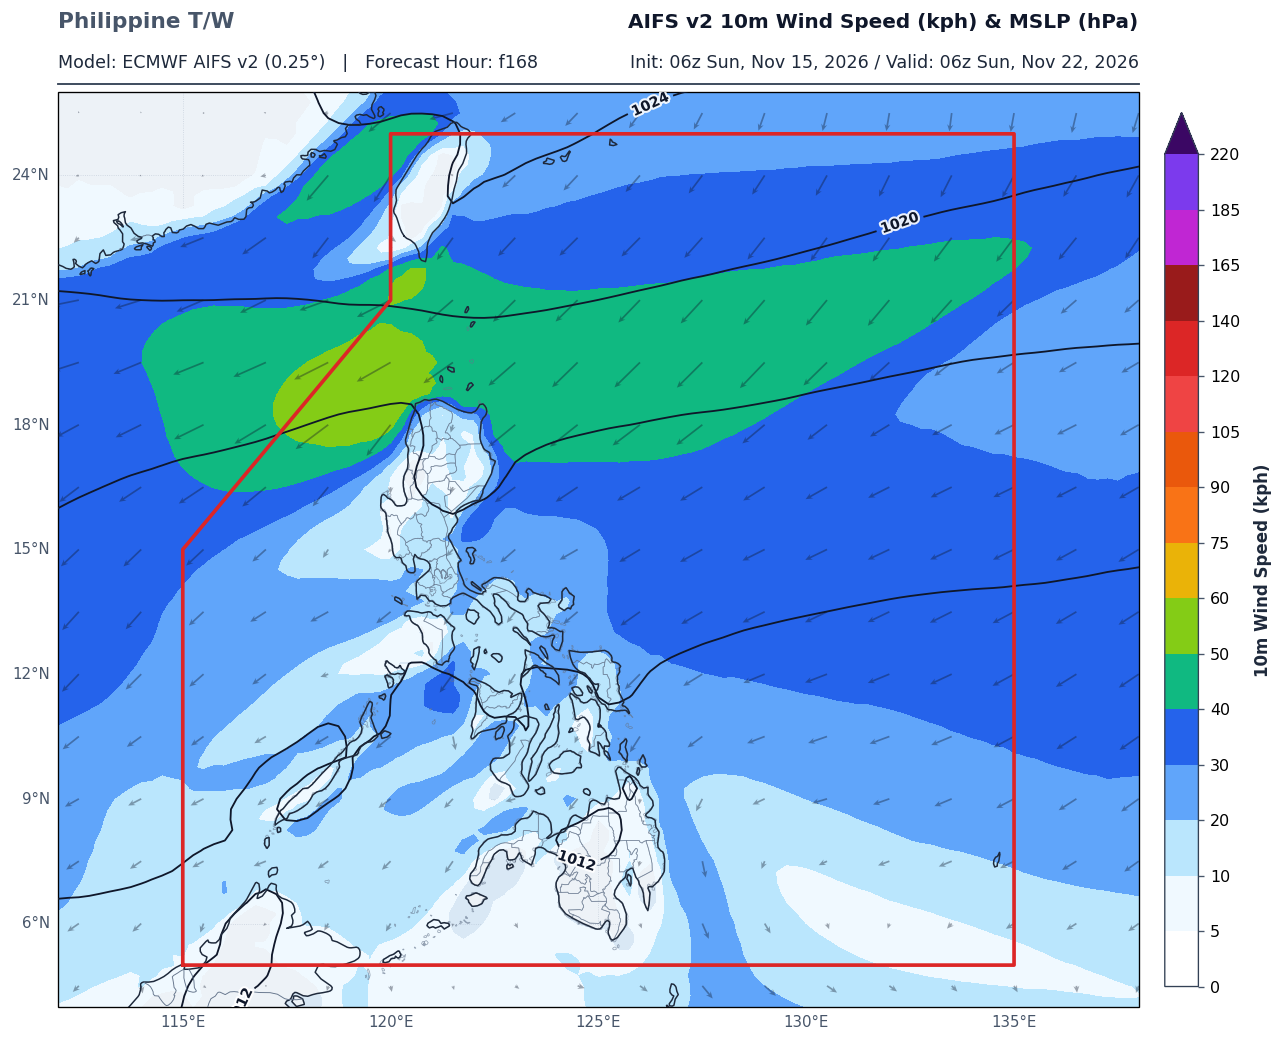 Philippine T/W
AIFS v2 10m Wind Speed (kph) & MSLP (hPa)
Model: ECMWF AIFS v2 (0.25°) | Forecast Hour: f168
Init: 06z Sun, Nov 15, 2026 / Valid: 06z Sun, Nov 22, 2026
1024
1020
1012
12
24°N
21°N
18°N
15°N
12°N
9°N
6°N
115°E
120°E
125°E
130°E
135°E
220
185
165
140
120
105
90
75
60
50
40
30
20
10
5
0
10m Wind Speed (kph)